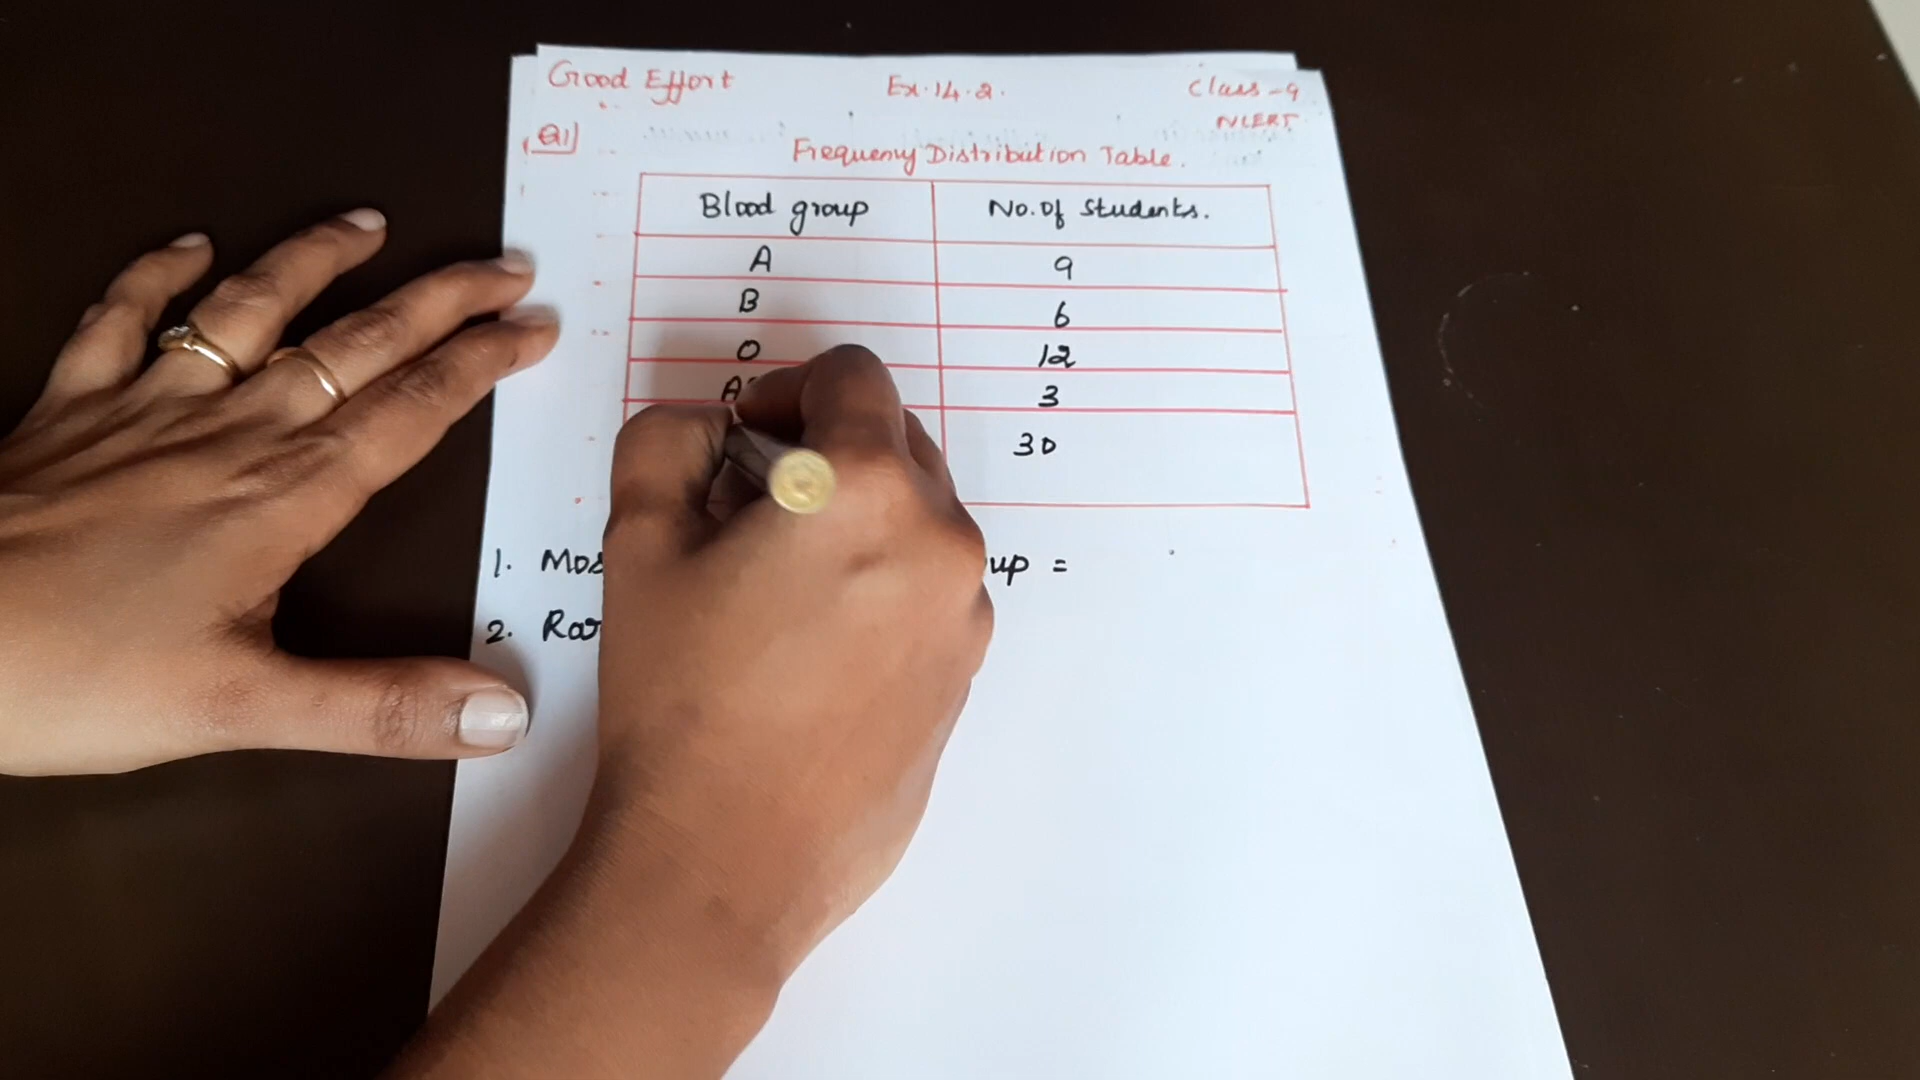 Good Effort Ex.14.2. Class-9
NCERT
Q1) Frequency Distribution Table.
Blood group No. Of Students.
A 9
B 6
O 12
3
30
1. =
2.